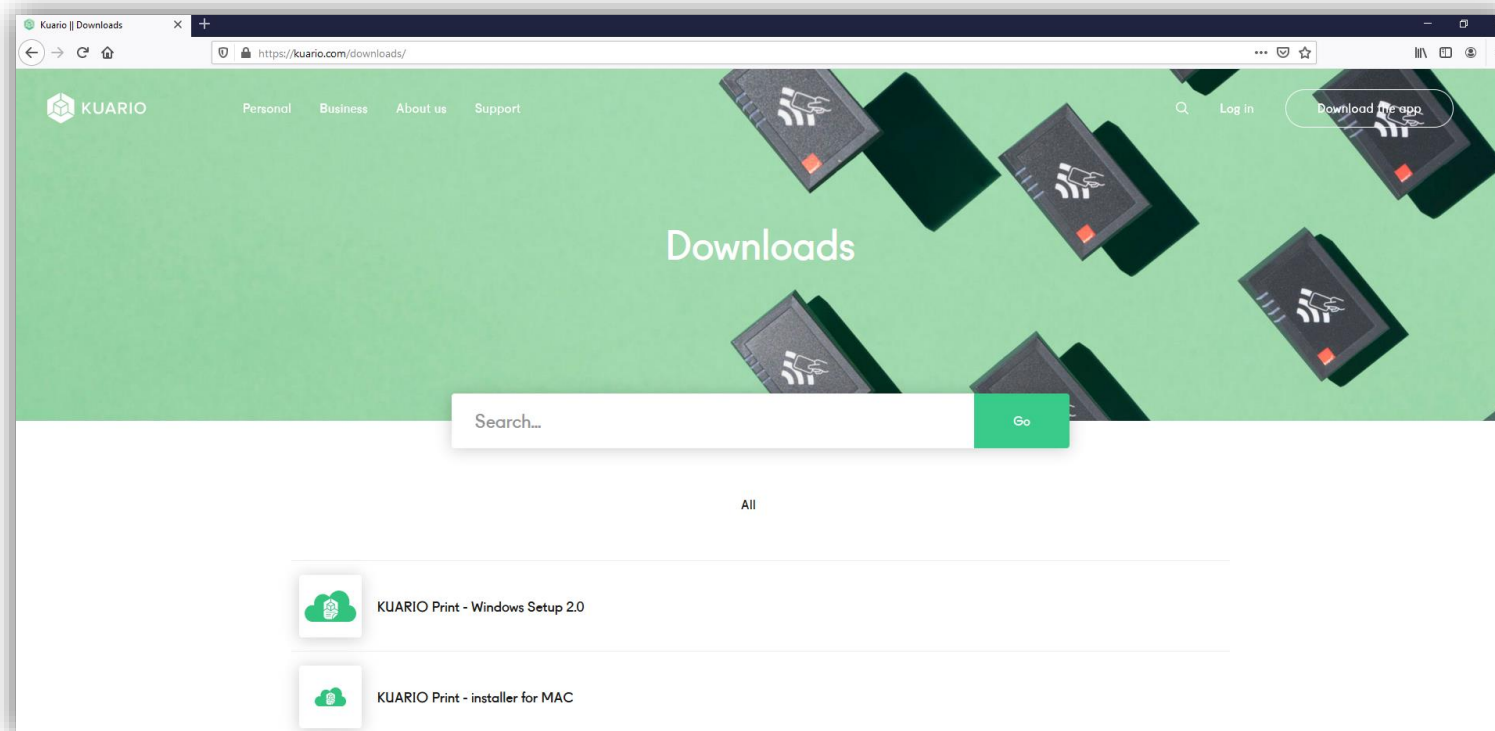 Kuario || Downloads
https://kuario.com/downloads/
KUARIO Personal Business About us Support Log in Download the app
Downloads
Search... Go
All
KUARIO Print - Windows Setup 2.0
KUARIO Print - installer for MAC